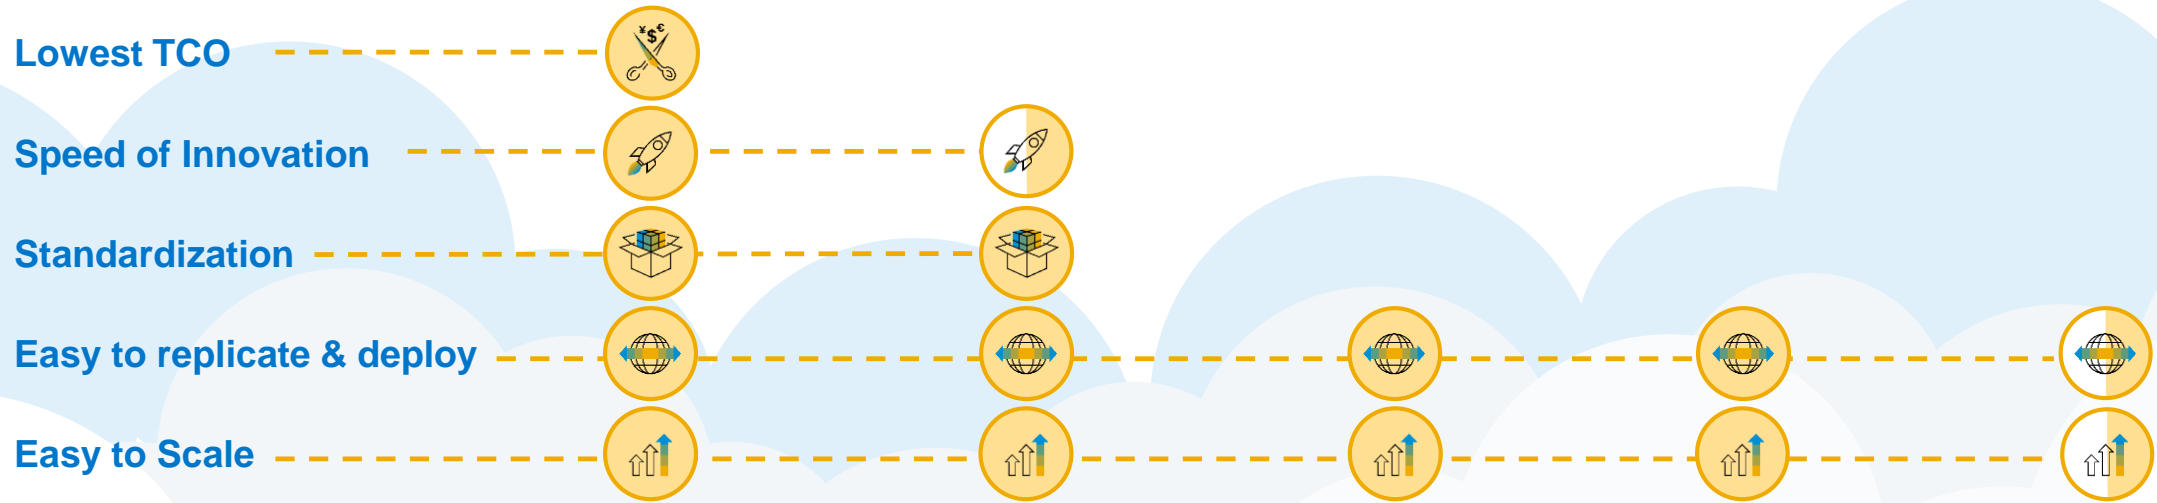 Lowest TCO
¥$€
Speed of Innovation
Standardization
Easy to replicate & deploy
Easy to Scale